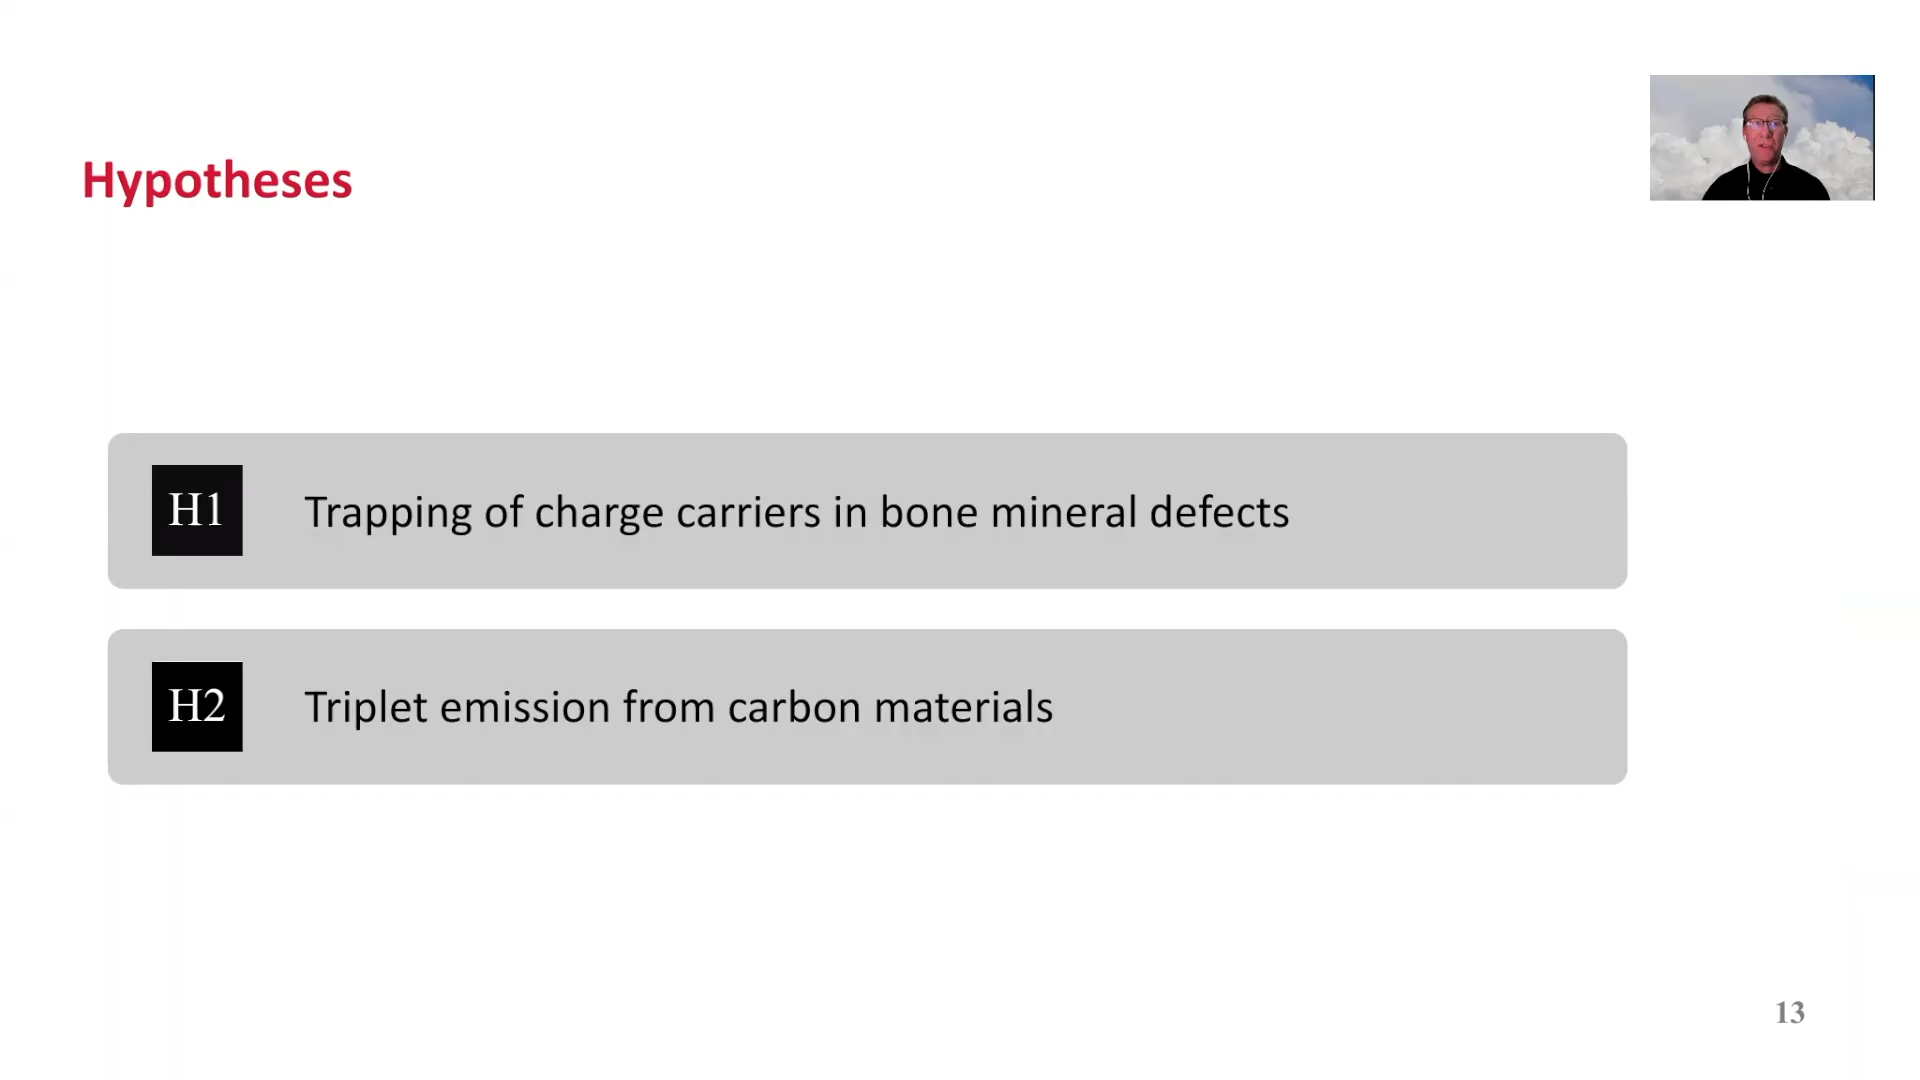 Hypotheses
H1 Trapping of charge carriers in bone mineral defects
H2 Triplet emission from carbon materials
13